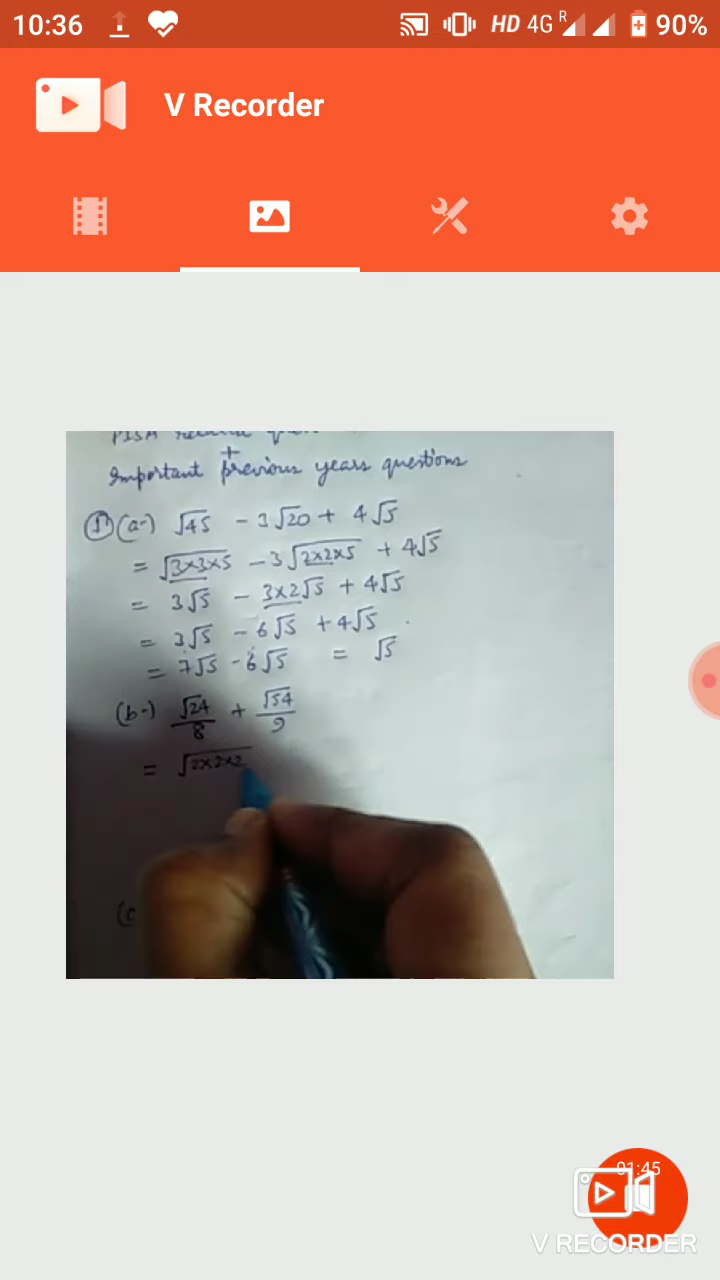 10:36 HD 4G R 90%
V Recorder
Important previous years questions
+
① (a-) √45 - 3√20 + 4√5
= √3×3×5 - 3√2×2×5 + 4√5
= 3√5 - 3×2√5 + 4√5
= 3√5 - 6√5 + 4√5
= 7√5 - 6√5 = √5
(b-) √24/8 + √54/9
= √2×2×2
(c
01:45
V RECORDER